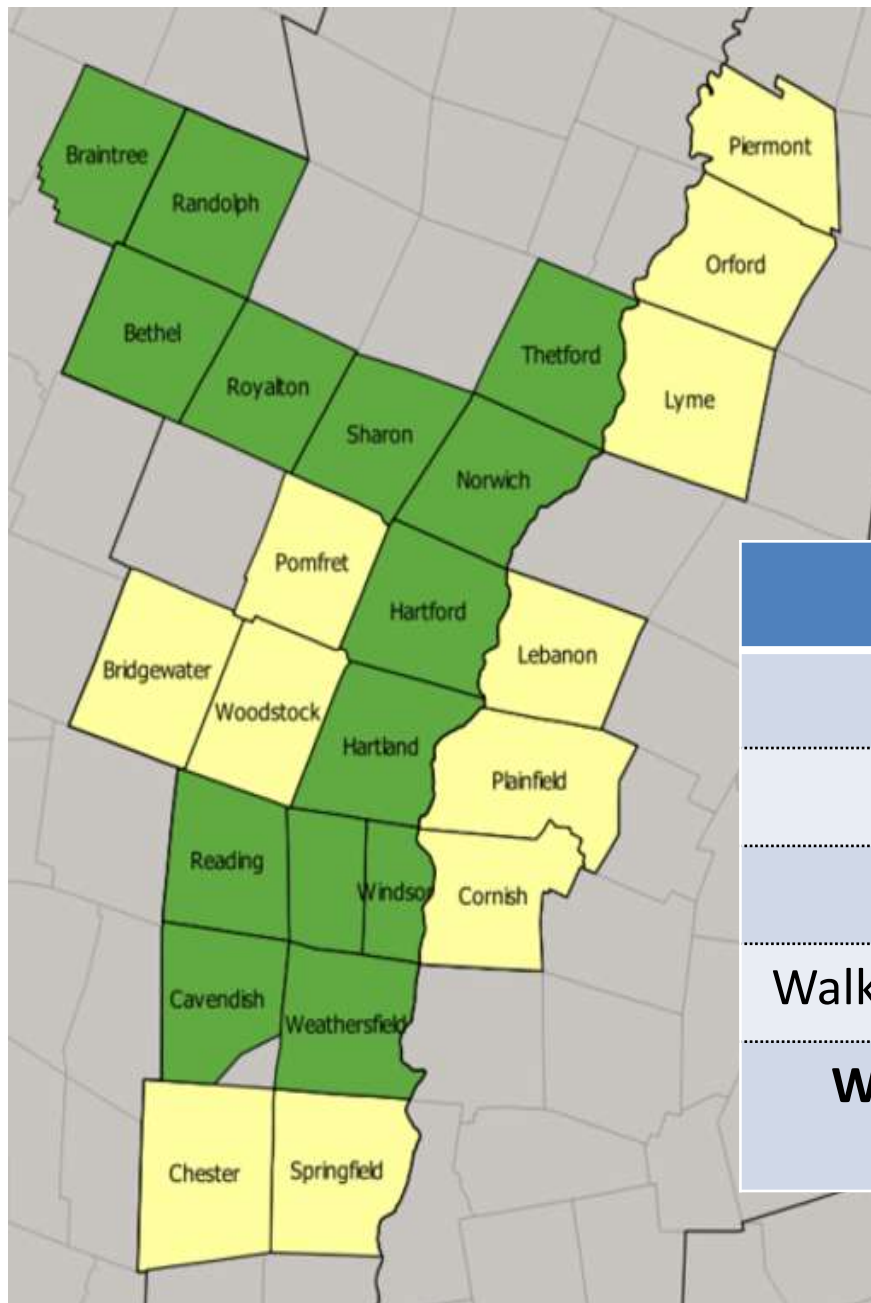 Piermont
Braintree
Randolph
Orford
Bethel
Thetford
Royalton
Lyme
Sharon
Norwich
Pomfret
Hartford
Lebanon
Bridgewater
Woodstock
Hartland
Plainfield
Reading
Windsor
Cornish
Walk
Cavendish
Weathersfield
W
Chester
Springfield